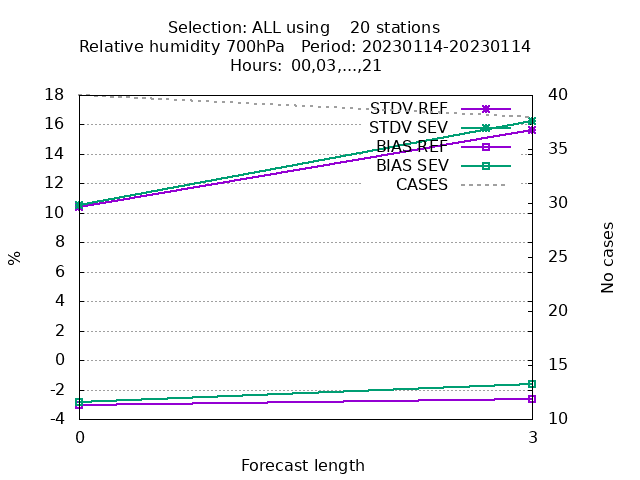 Selection: ALL using 20 stations
Relative humidity 700hPa Period: 20230114-20230114
Hours: 00,03,...,21
18 40
STDV REF
16
STDV SEV
BIAS REF
14 35
BIAS SEV
12
CASES
10 30
8
25
6
4 20
2
0 15
-2
-4 10
%
No cases
0 3
Forecast length